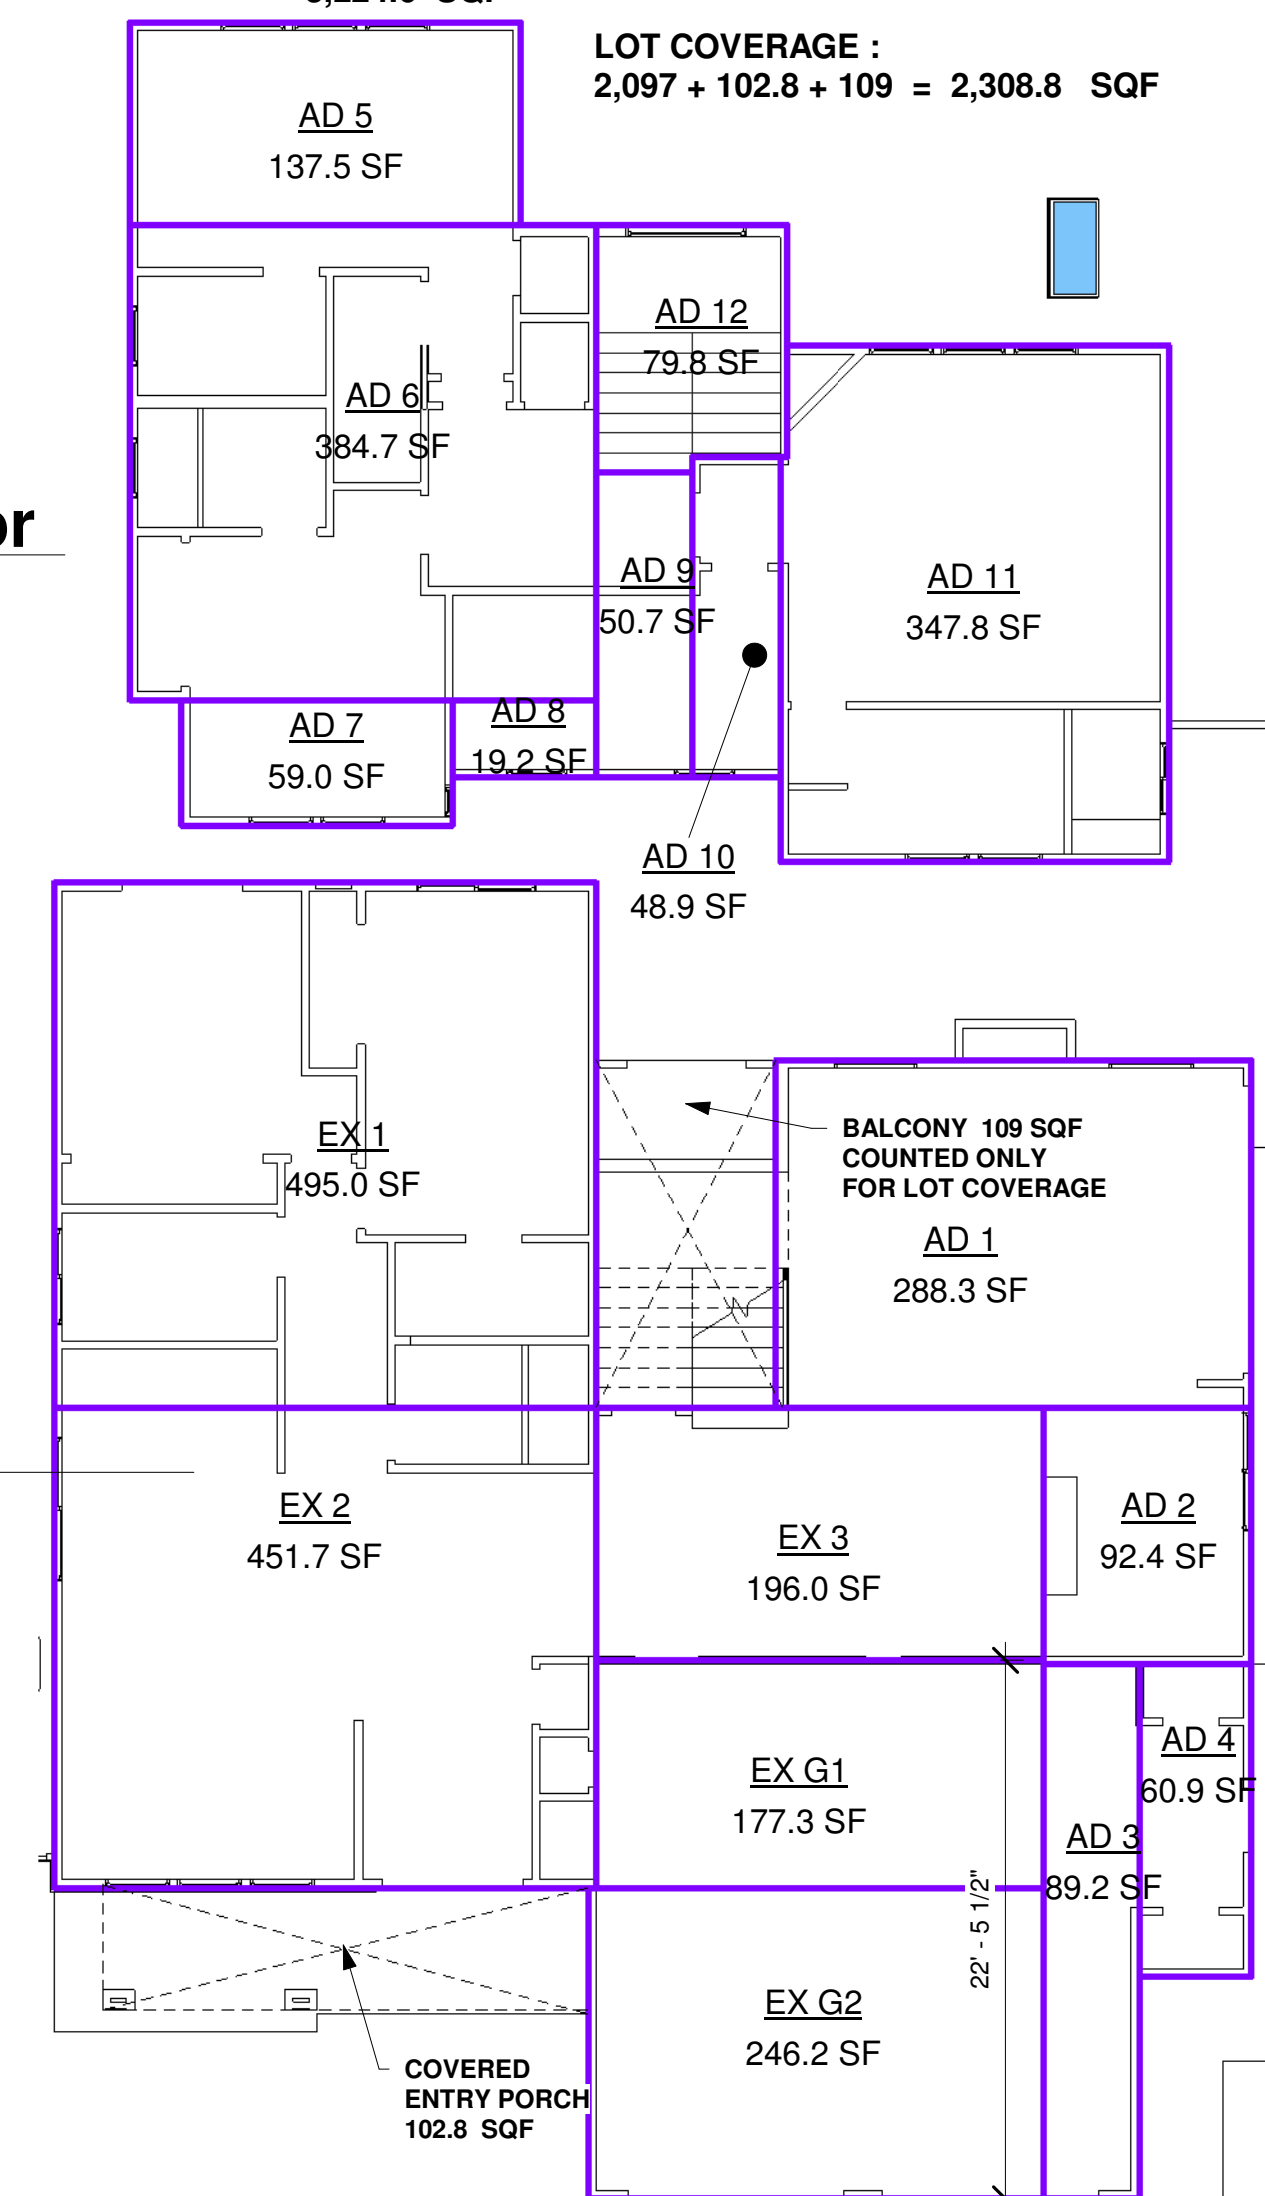 LOT COVERAGE :
2,097 + 102.8 + 109 = 2,308.8 SQF
AD 5
137.5 SF
AD 12
79.8 SF
AD 6
384.7 SF
or
AD 9
50.7 SF
AD 11
347.8 SF
AD 7
59.0 SF
AD 8
19.2 SF
AD 10
48.9 SF
EX 1
495.0 SF
BALCONY 109 SQF
COUNTED ONLY
FOR LOT COVERAGE
AD 1
288.3 SF
EX 2
451.7 SF
EX 3
196.0 SF
AD 2
92.4 SF
EX G1
177.3 SF
AD 4
60.9 SF
AD 3
89.2 SF
22' - 5 1/2"
EX G2
246.2 SF
COVERED
ENTRY PORCH
102.8 SQF